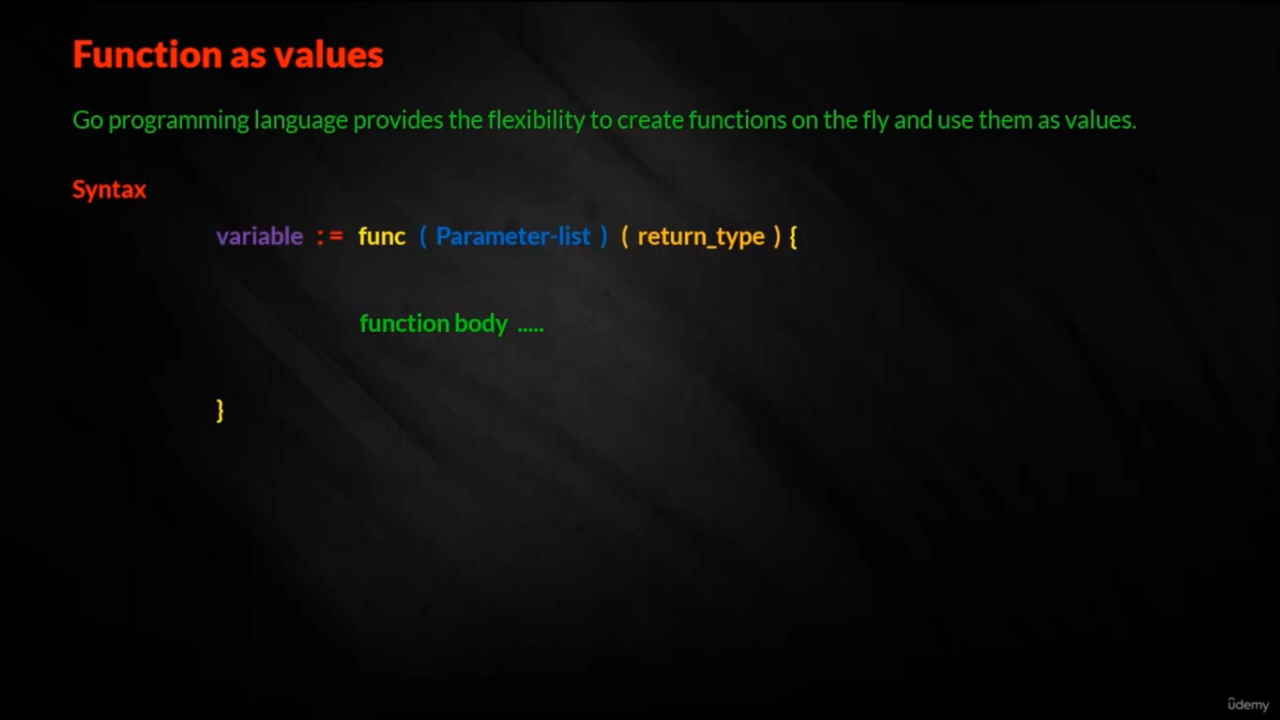 Function as values
Go programming language provides the flexibility to create functions on the fly and use them as values.
Syntax
variable := func ( Parameter-list ) ( return_type ) {
function body .....
}
ûdemy